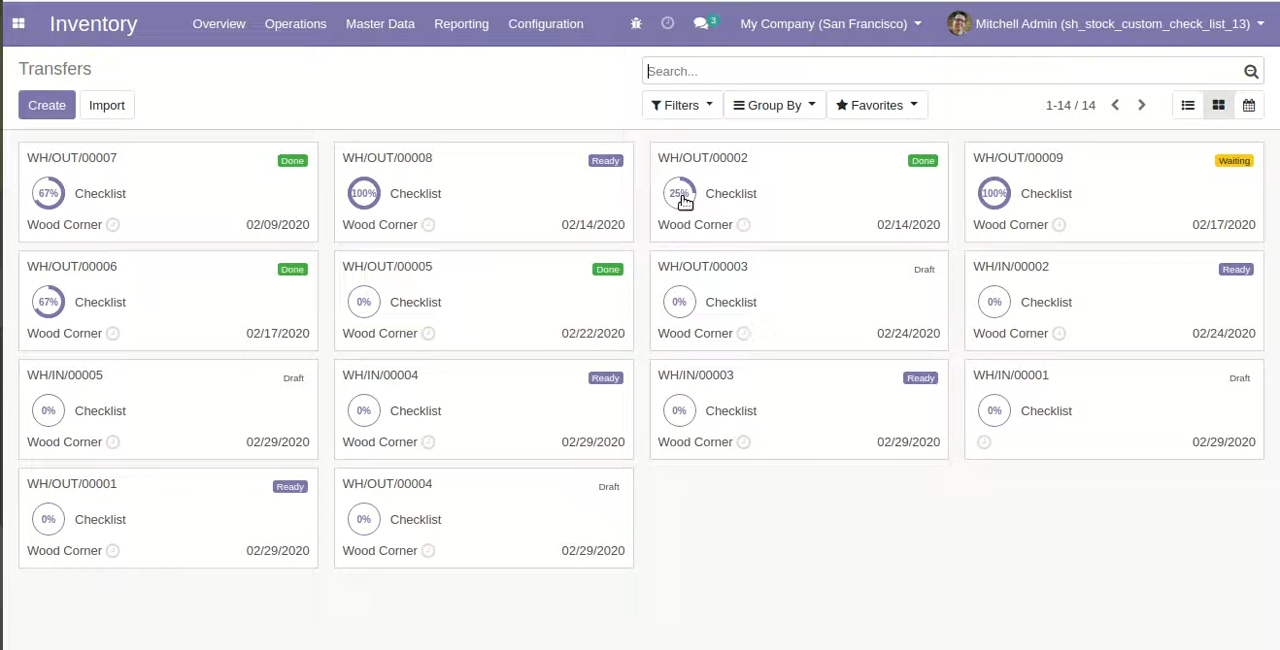 Inventory Overview Operations Master Data Reporting Configuration 3 My Company (San Francisco) Mitchell Admin (sh_stock_custom_check_list_13)
Transfers Search...
Create Import Filters Group By Favorites 1-14 / 14
WH/OUT/00007 Done
67% Checklist
Wood Corner 02/09/2020
WH/OUT/00008 Ready
100% Checklist
Wood Corner 02/14/2020
WH/OUT/00002 Done
25% Checklist
Wood Corner 02/14/2020
WH/OUT/00009 Waiting
100% Checklist
Wood Corner 02/17/2020
WH/OUT/00006 Done
67% Checklist
Wood Corner 02/17/2020
WH/OUT/00005 Done
0% Checklist
Wood Corner 02/22/2020
WH/OUT/00003 Draft
0% Checklist
Wood Corner 02/24/2020
WH/IN/00002 Ready
0% Checklist
Wood Corner 02/24/2020
WH/IN/00005 Draft
0% Checklist
Wood Corner 02/29/2020
WH/IN/00004 Ready
0% Checklist
Wood Corner 02/29/2020
WH/IN/00003 Ready
0% Checklist
Wood Corner 02/29/2020
WH/IN/00001 Draft
0% Checklist
02/29/2020
WH/OUT/00001 Ready
0% Checklist
Wood Corner 02/29/2020
WH/OUT/00004 Draft
0% Checklist
Wood Corner 02/29/2020